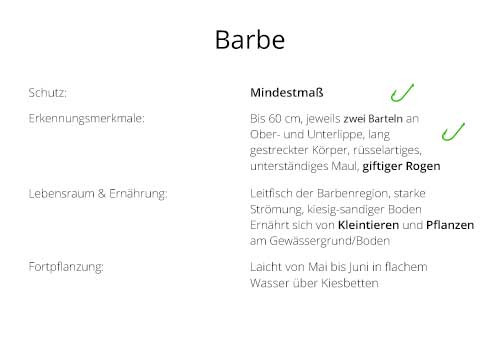 Barbe
Schutz: Mindestmaß
Erkennungsmerkmale: Bis 60 cm, jeweils zwei Barteln an
Ober- und Unterlippe, lang
gestreckter Körper, rüsselartiges,
unterständiges Maul, giftiger Rogen
Lebensraum & Ernährung: Leitfisch der Barbenregion, starke
Strömung, kiesig-sandiger Boden
Ernährt sich von Kleintieren und Pflanzen
am Gewässergrund/Boden
Fortpflanzung: Laicht von Mai bis Juni in flachem
Wasser über Kiesbetten